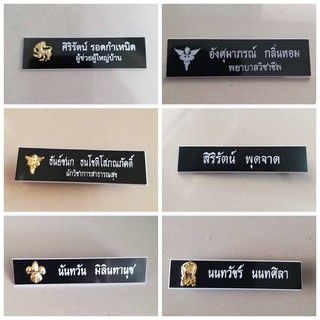 ศิริรัตน์ รอดกำเหนิด
ผู้ช่วยผู้ใหญ่บ้าน
อังศุมาภรณ์ กลิ่นหอม
พยาบาลวิชาชีพ
ธันย์ชนก ธนโชติโสภณภัคดิ์
นักวิชาการสาธารณสุข
สิริรัตน์ พุดจาด
นันทวัน มิลินทานุช
นนทวัชร์ นนทศิลา